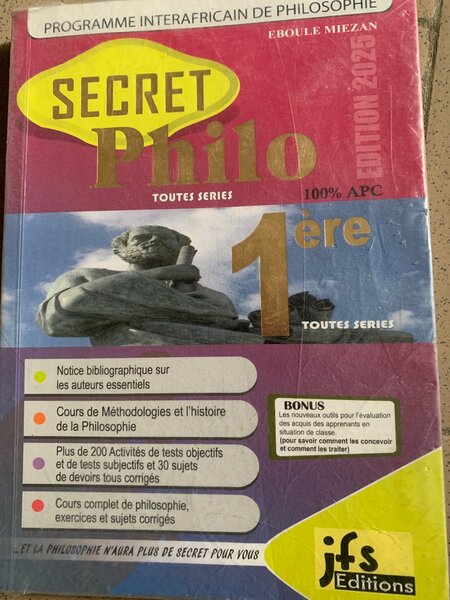 PROGRAMME INTERAFRICAIN DE PHILOSOPHIE
EBOULE MIEZAN
EDITION 2025
SECRET
Philo
TOUTES SERIES
100% APC
1ère
TOUTES SERIES
Notice bibliographique sur
les auteurs essentiels
Cours de Méthodologies et l'histoire
de la Philosophie
Plus de 200 Activités de tests objectifs
et de tests subjectifs et 30 sujets
de devoirs tous corrigés
Cours complet de philosophie,
exercices et sujets corrigés
BONUS
Les nouveaux outils pour l'évaluation
des acquis des apprenants en
situation de classe.
(pour savoir comment les concevoir
et comment les traiter)
...ET LA PHILOSOPHIE N'AURA PLUS DE SECRET POUR VOUS
jfs
Editions